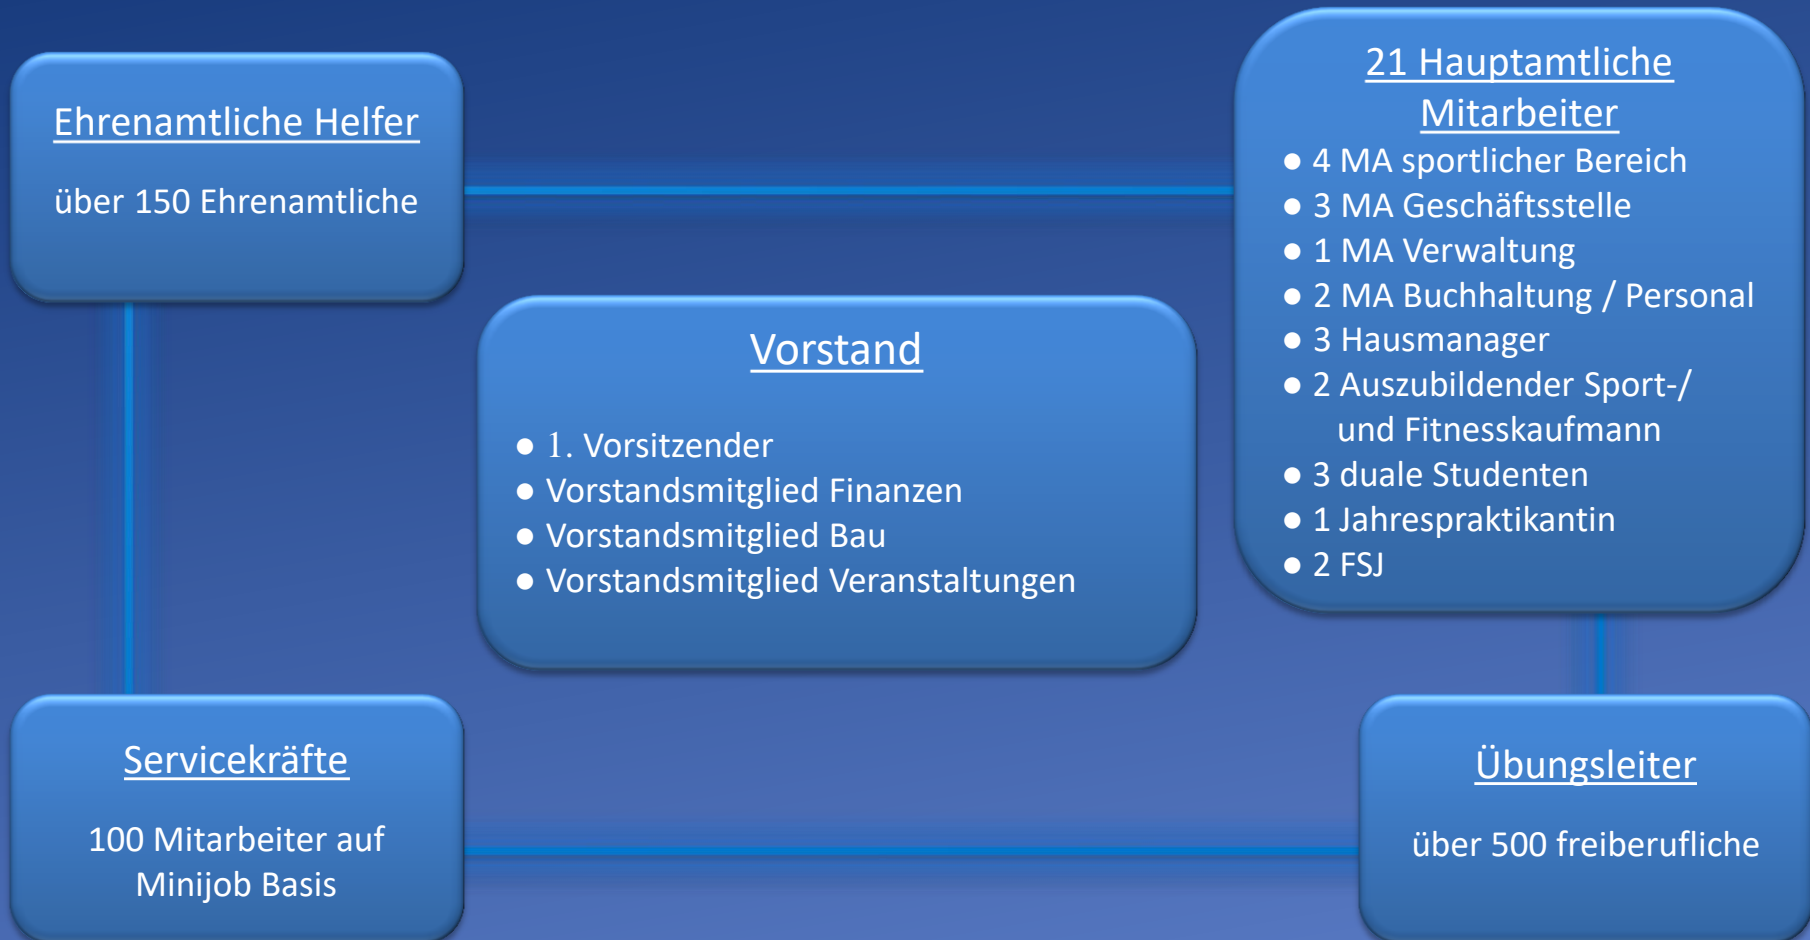 Ehrenamtliche Helfer
über 150 Ehrenamtliche
21 Hauptamtliche
Mitarbeiter
● 4 MA sportlicher Bereich
● 3 MA Geschäftsstelle
● 1 MA Verwaltung
● 2 MA Buchhaltung / Personal
● 3 Hausmanager
● 2 Auszubildender Sport-/
und Fitnesskaufmann
● 3 duale Studenten
● 1 Jahrespraktikantin
● 2 FSJ
Vorstand
● 1. Vorsitzender
● Vorstandsmitglied Finanzen
● Vorstandsmitglied Bau
● Vorstandsmitglied Veranstaltungen
Servicekräfte
100 Mitarbeiter auf
Minijob Basis
Übungsleiter
über 500 freiberufliche